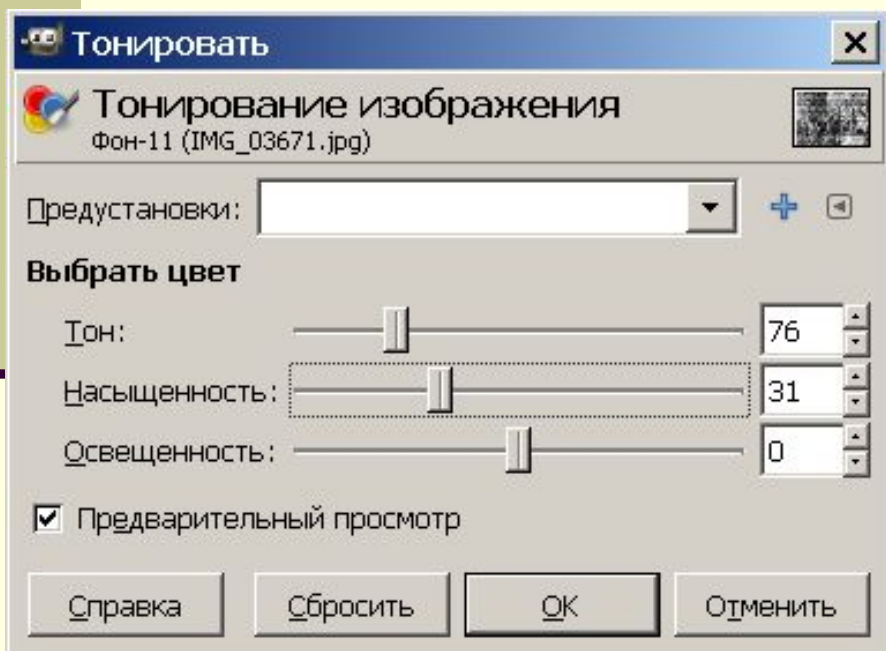 Тонировать
Тонирование изображения
Фон-11 (IMG_03671.jpg)
Предустановки:
Выбрать цвет
Тон: 76
Насыщенность: 31
Освещенность: 0
Предварительный просмотр
Справка Сбросить OK Отменить